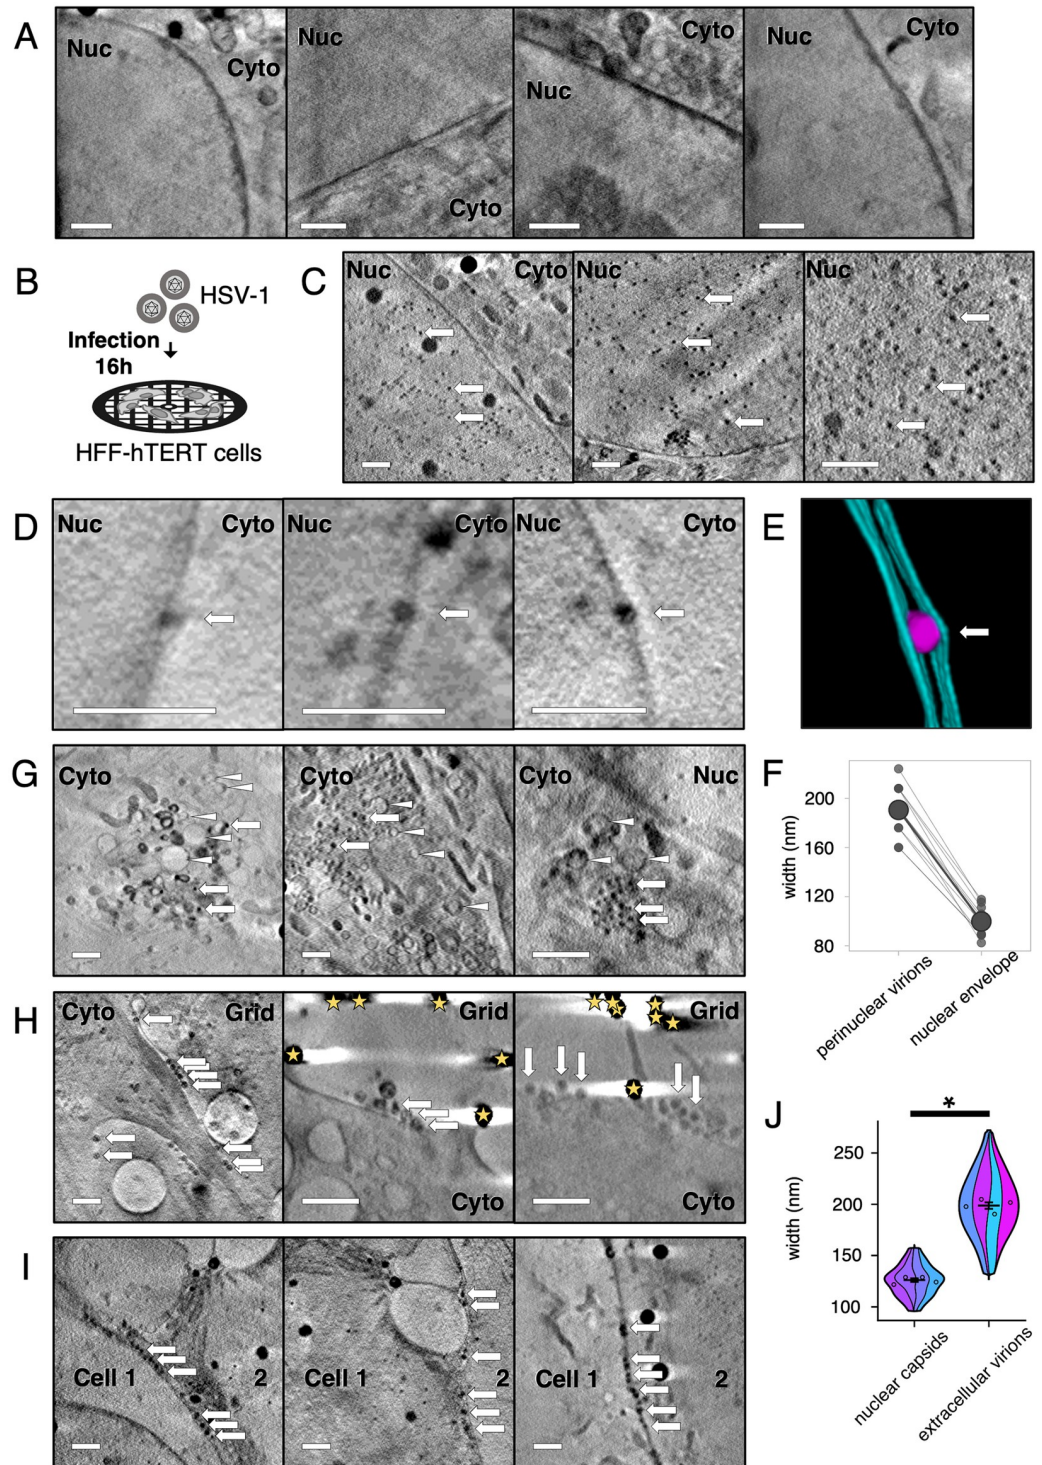 A
Nuc
Cyto
Nuc
Cyto
Nuc
Cyto
Nuc
Cyto
B
HSV-1
Infection
16h
HFF-hTERT cells
C
Nuc
Cyto
Nuc
Nuc
D
Nuc
Cyto
Nuc
Cyto
Nuc
Cyto
E
G
Cyto
Cyto
Cyto
Nuc
F
width (nm)
200
160
120
80
perinuclear virions
nuclear envelope
H
Cyto
Grid
Grid
Cyto
Grid
Cyto
I
Cell 1
2
Cell 1
2
Cell 1
2
J
*
width (nm)
250
200
150
100
nuclear capsids
extracellular virions